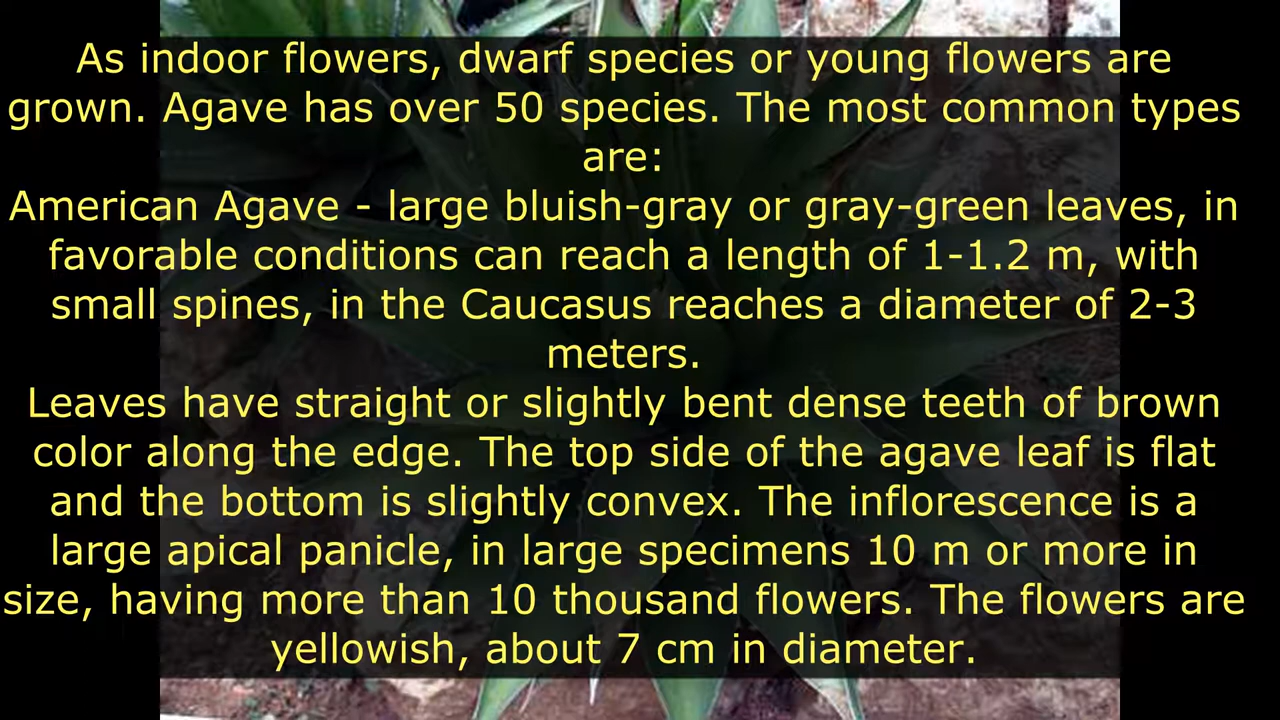 As indoor flowers, dwarf species or young flowers are
grown. Agave has over 50 species. The most common types
are:
American Agave - large bluish-gray or gray-green leaves, in
favorable conditions can reach a length of 1-1.2 m, with
small spines, in the Caucasus reaches a diameter of 2-3
meters.
Leaves have straight or slightly bent dense teeth of brown
color along the edge. The top side of the agave leaf is flat
and the bottom is slightly convex. The inflorescence is a
large apical panicle, in large specimens 10 m or more in
size, having more than 10 thousand flowers. The flowers are
yellowish, about 7 cm in diameter.